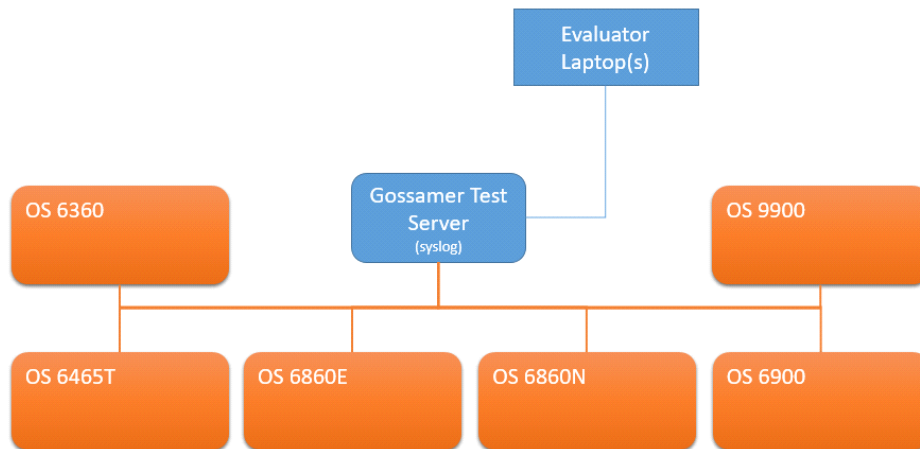 Evaluator
Laptop(s)
Gossamer Test
Server
(syslog)
OS 6360
OS 9900
OS 6465T
OS 6860E
OS 6860N
OS 6900